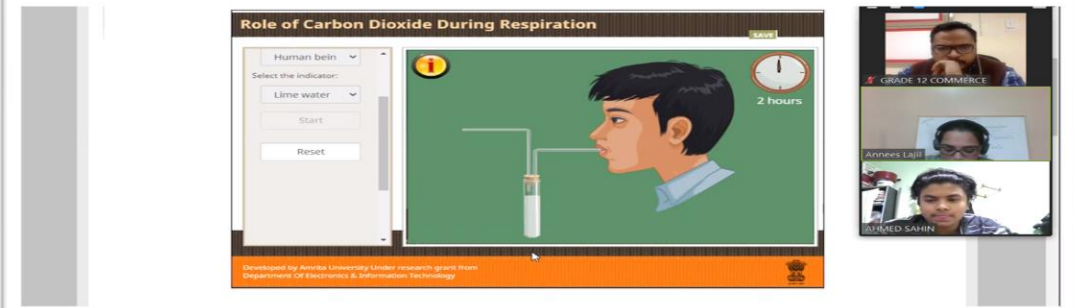 Role of Carbon Dioxide During Respiration
SAVE
Human bein
Select the indicator:
Lime water
Start
Reset
i
2 hours
Developed by Amrita University Under research grant from
Department Of Electronics & Information Technology
GRADE 12 COMMERCE
Annees Lajil
AHMED SAHIN